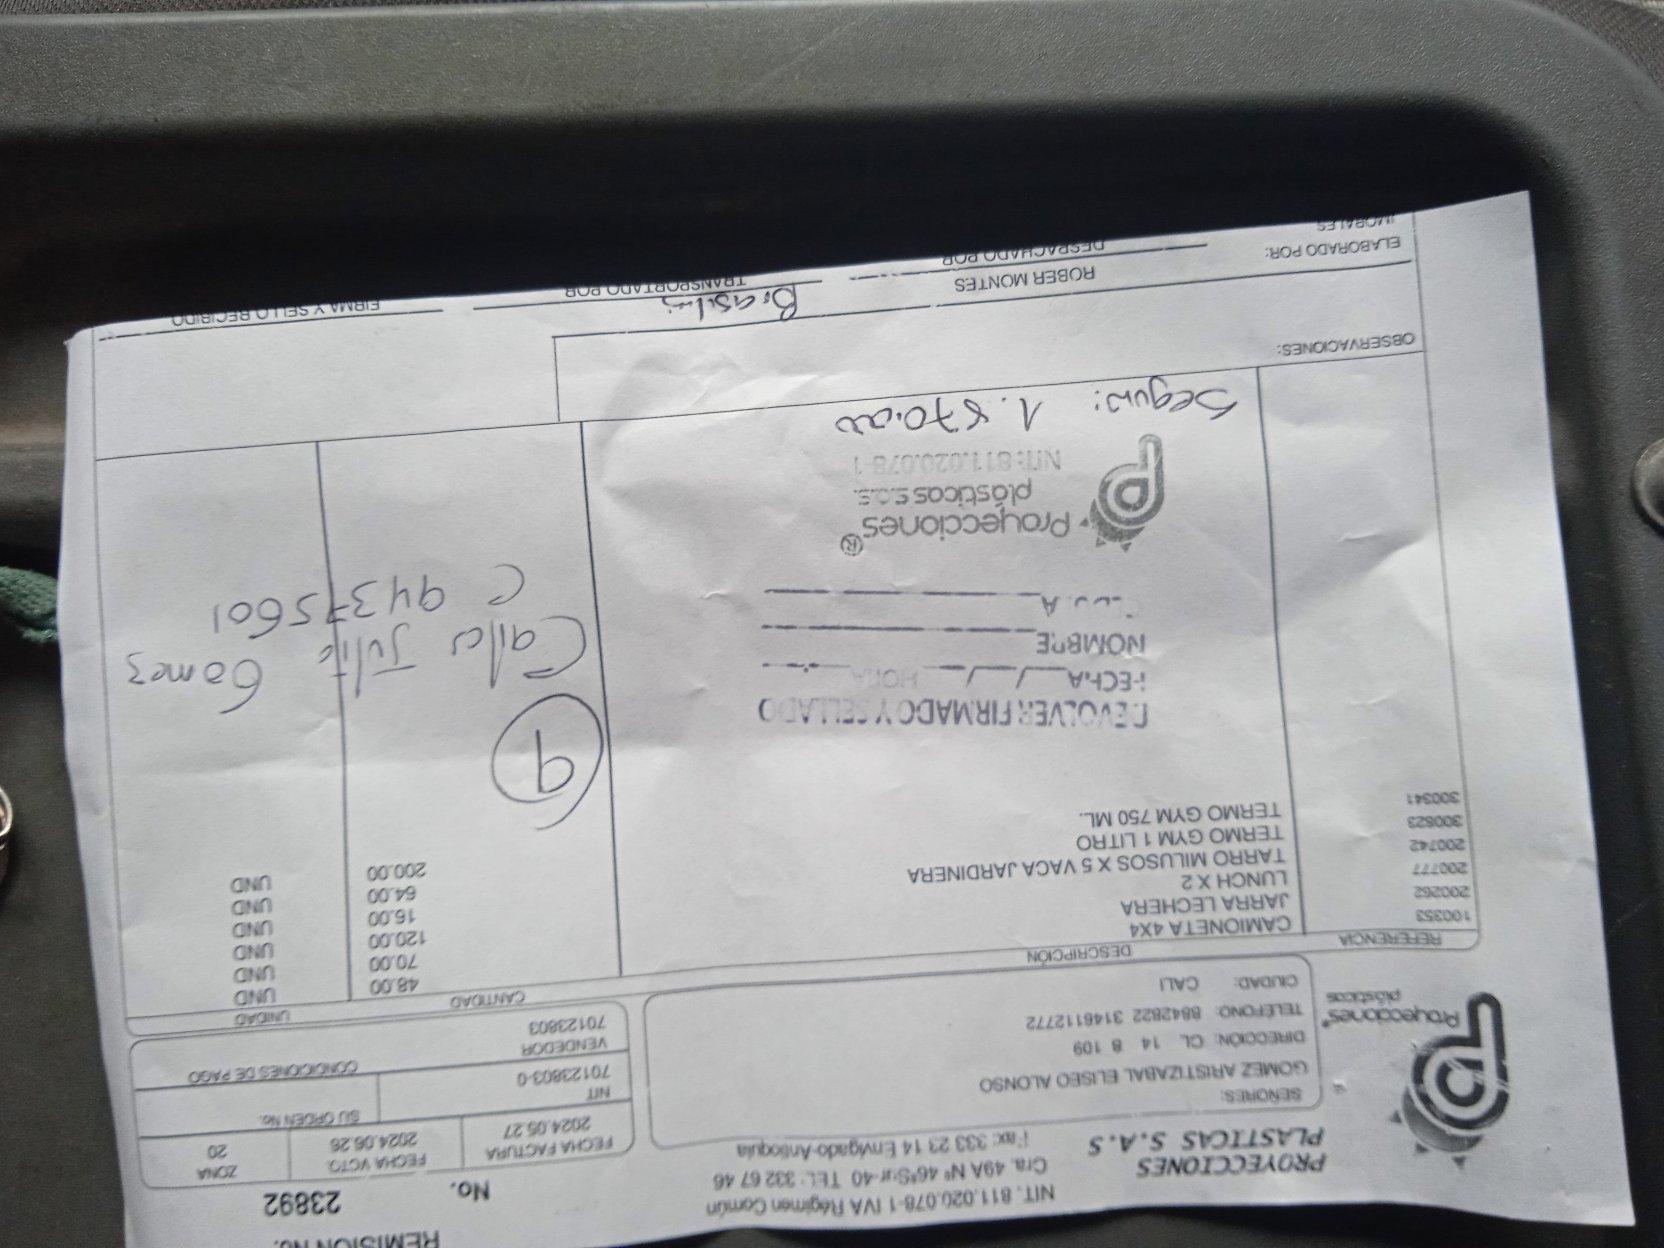 REMISION No.
No. 23892
NIT. 811.020.078-1 IVA Régimen Común
PROYECCIONES
PLASTICAS S.A.S
Cra. 49A Nº 46 Sur-40 TEL: 332 67 46
Fax: 333 23 14 Envigado-Antioquia
FECHA FACTURA
2024.05.27
FECHA VCTO.
2024.06.26
ZONA
20
Proyecciones®
plásticos
SEÑORES:
GOMEZ ARISTIZABAL ELISEO ALONSO
DIRECCIÓN: CL 14 8 109
TELÉFONO: 8842822 3146112772
CIUDAD: CALI
NIT
70123803-0
SU ORDEN No.
VENDEDOR
70123803
CONDICIONES DE PAGO
REFERENCIA DESCRIPCIÓN CANTIDAD UNIDAD
100353 CAMIONETA 4X4 48.00 UND
200262 JARRA LECHERA 70.00 UND
200777 LUNCH X 2 120.00 UND
200742 TARRO MILUSOS X 5 VACA JARDINERA 16.00 UND
300623 TERMO GYM 1 LITRO 64.00 UND
300341 TERMO GYM 750 ML. 200.00 UND
9
DEVOLVER FIRMADO Y SELLADO
FECHA / / HORA :
NOMBRE
Gomez
C 94375601
Proyecciones®
plásticos s.a.s.
NIT: 811.020.078-1
Seguro: 1.870.00
OBSERVACIONES:
ROBER MONTES
ELABORADO POR: DESPACHADO POR TRANSPORTADO POR FIRMA Y SELLO RECIBIDO
JMORALES